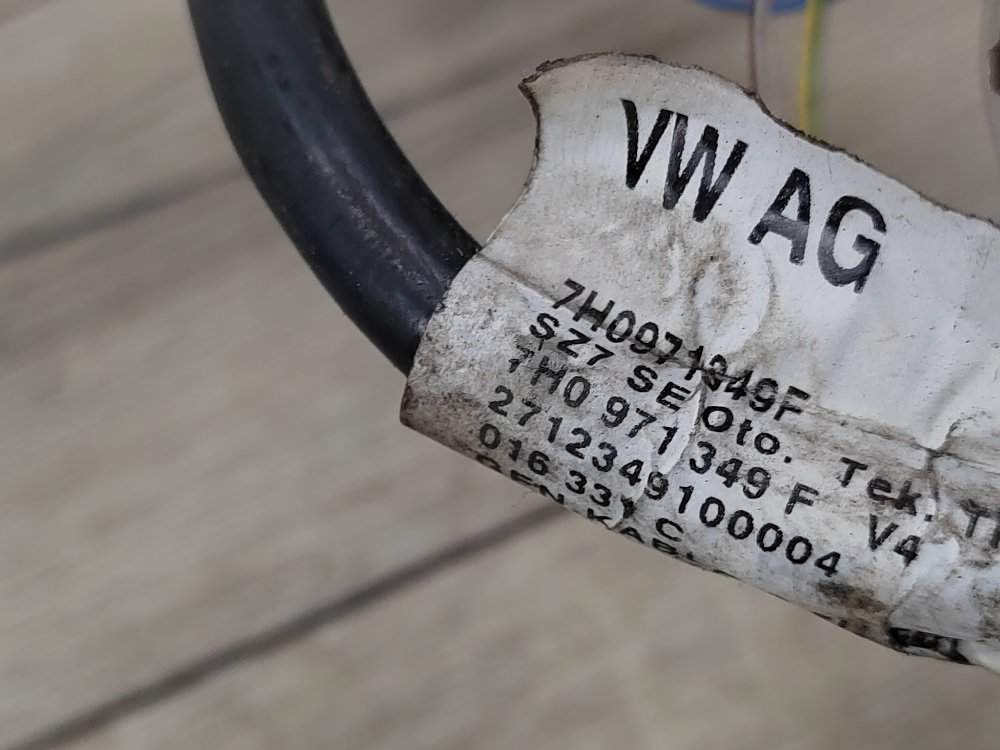 VW AG
7H0971349F
SZ7 SE Oto. Tek.
7H0 971 349 F V4
2712349100004
016 331 C